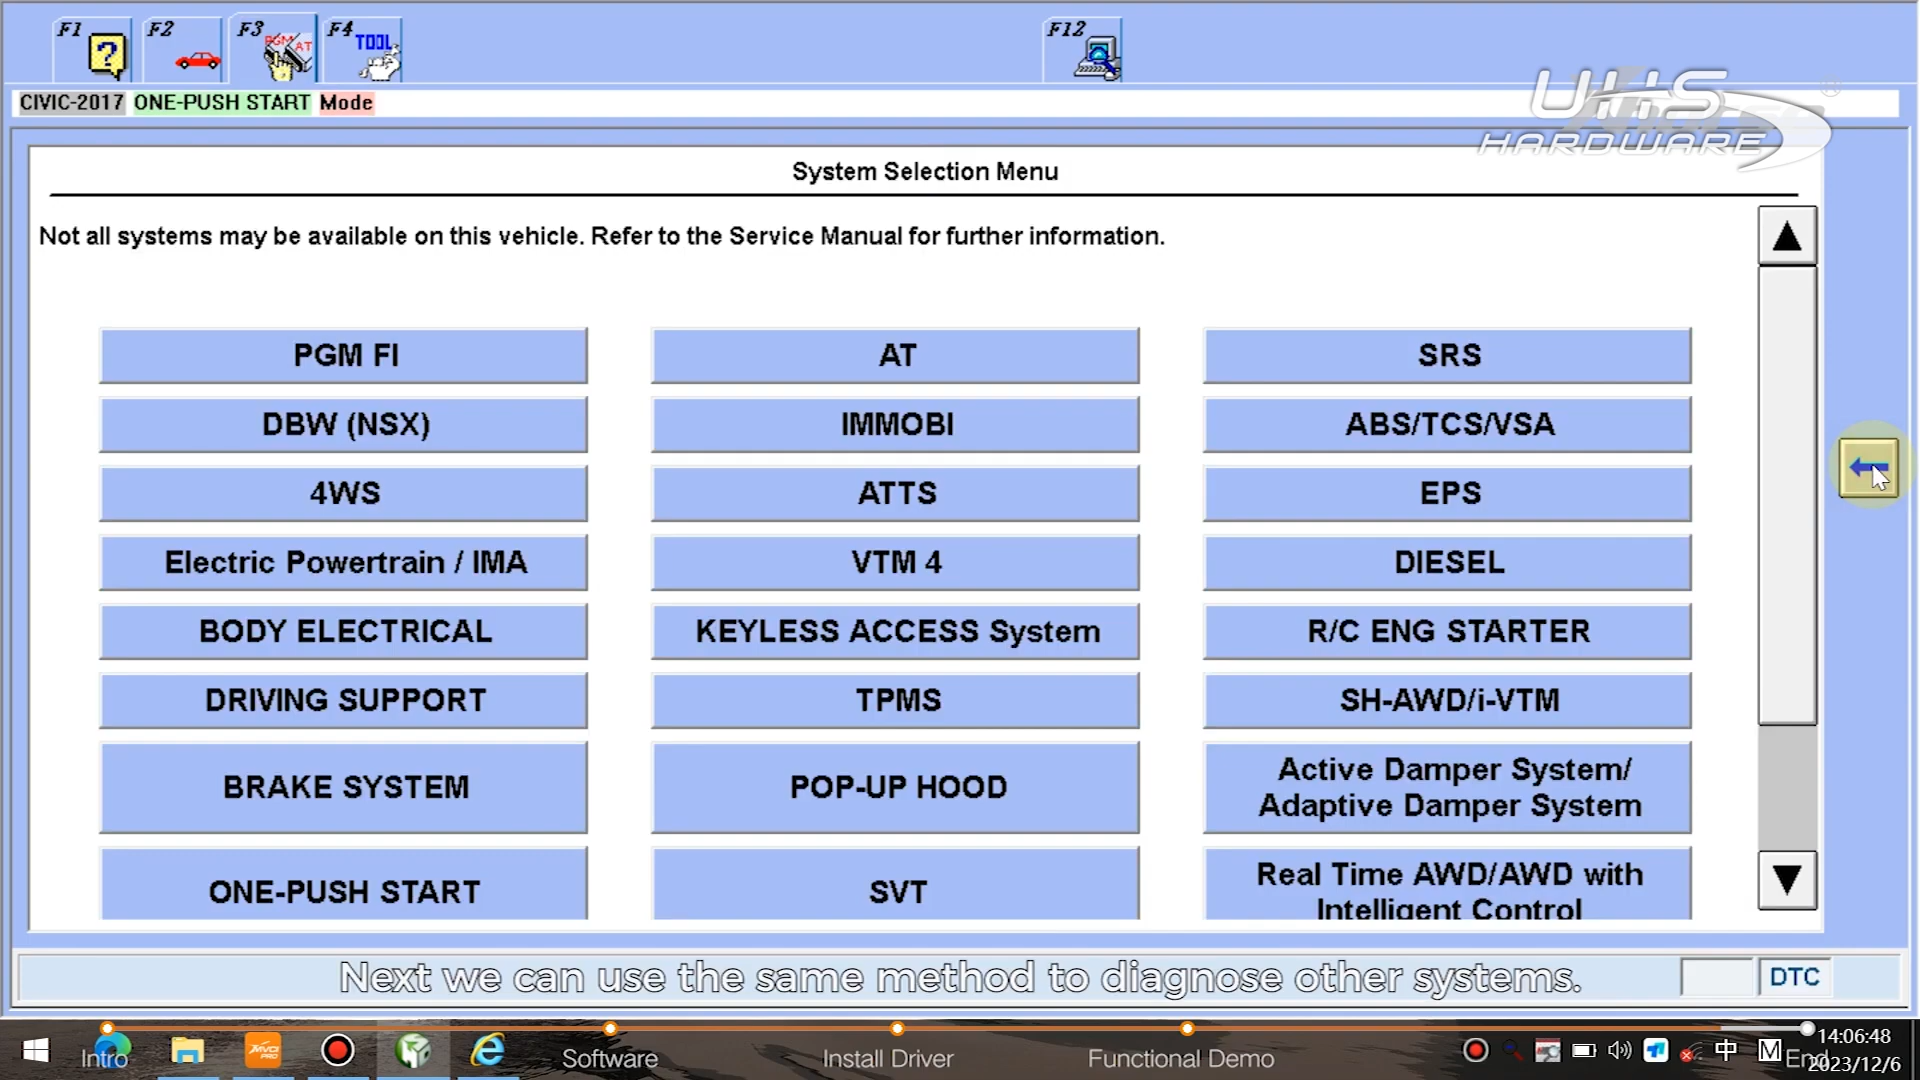 F1 F2 F3 F4 F12
PGM AT TOOL
CIVIC-2017 ONE-PUSH START Mode
UHS
HARDWARE
System Selection Menu
Not all systems may be available on this vehicle. Refer to the Service Manual for further information.
PGM FI AT SRS
DBW (NSX) IMMOBI ABS/TCS/VSA
4WS ATTS EPS
Electric Powertrain / IMA VTM 4 DIESEL
BODY ELECTRICAL KEYLESS ACCESS System R/C ENG STARTER
DRIVING SUPPORT TPMS SH-AWD/i-VTM
BRAKE SYSTEM POP-UP HOOD Active Damper System/
Adaptive Damper System
ONE-PUSH START SVT Real Time AWD/AWD with
Intelligent Control
Next we can use the same method to diagnose other systems.
DTC
Intro Software Install Driver Functional Demo End
中 M 14:06:48
2023/12/6